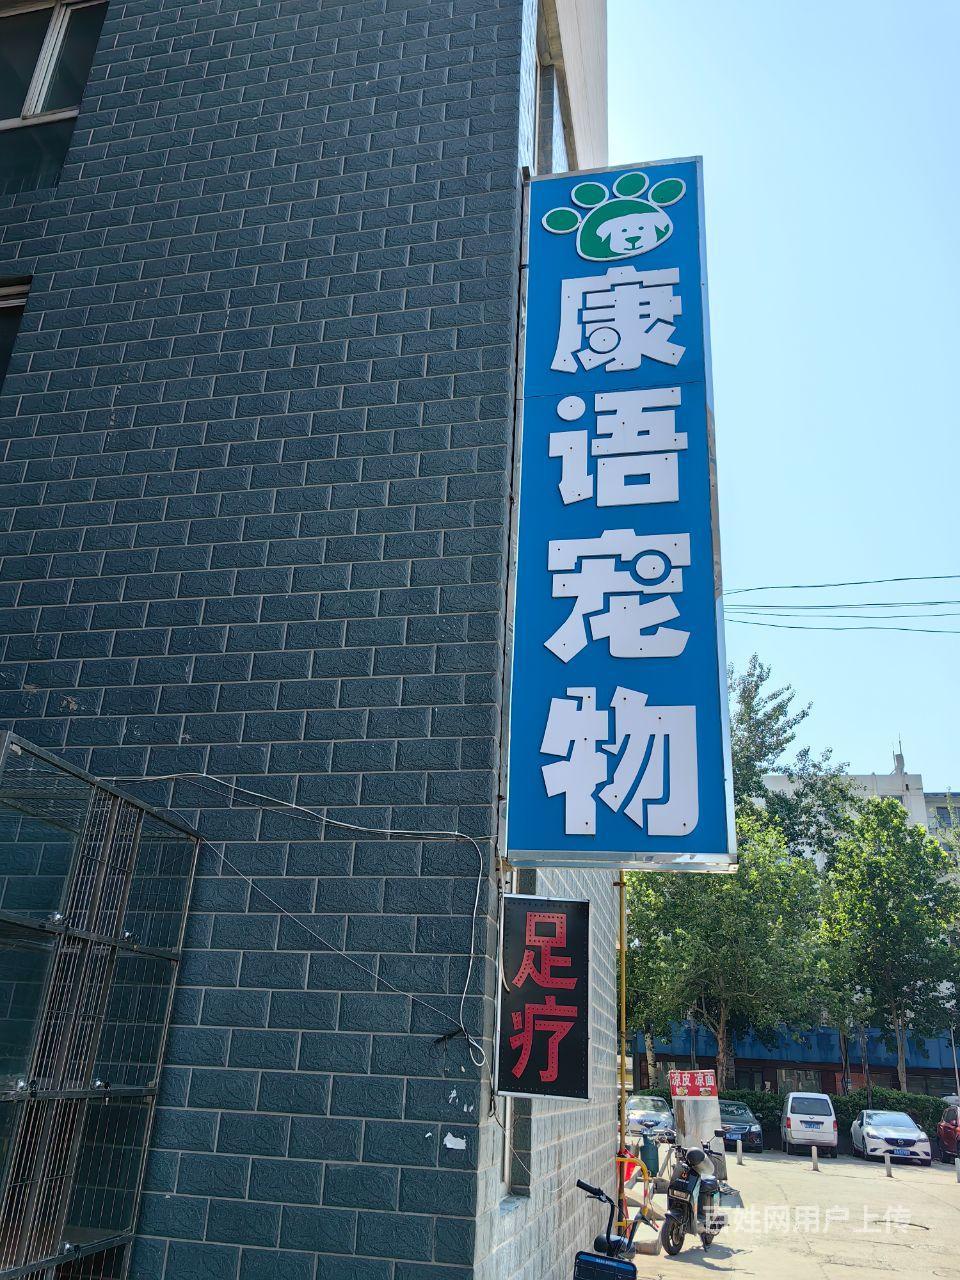 康语宠物
足疗
凉皮 凉面
百姓网用户上传